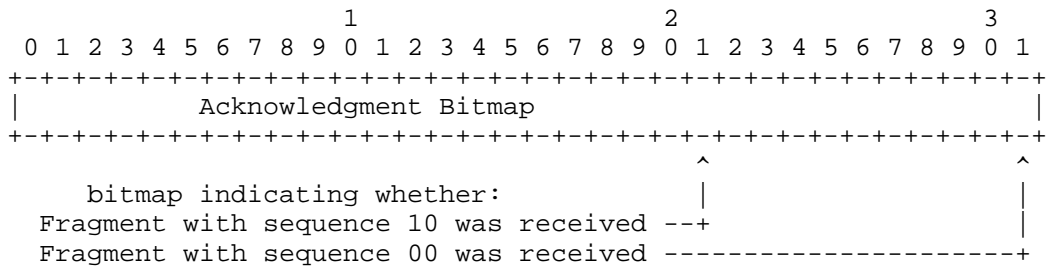 1                   2                   3
 0 1 2 3 4 5 6 7 8 9 0 1 2 3 4 5 6 7 8 9 0 1 2 3 4 5 6 7 8 9 0 1
+-+-+-+-+-+-+-+-+-+-+-+-+-+-+-+-+-+-+-+-+-+-+-+-+-+-+-+-+-+-+-+-+
|           Acknowledgment Bitmap                               |
+-+-+-+-+-+-+-+-+-+-+-+-+-+-+-+-+-+-+-+-+-+-+-+-+-+-+-+-+-+-+-+-+
                                           ^                   ^
     bitmap indicating whether:            |                   |
  Fragment with sequence 10 was received --+                   |
  Fragment with sequence 00 was received ----------------------+